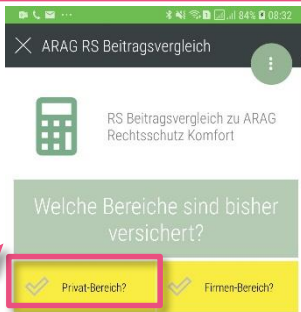 84% 08:32
ARAG RS Beitragsvergleich
RS Beitragsvergleich zu ARAG
Rechtsschutz Komfort
Welche Bereiche sind bisher
versichert?
Privat-Bereich? Firmen-Bereich?